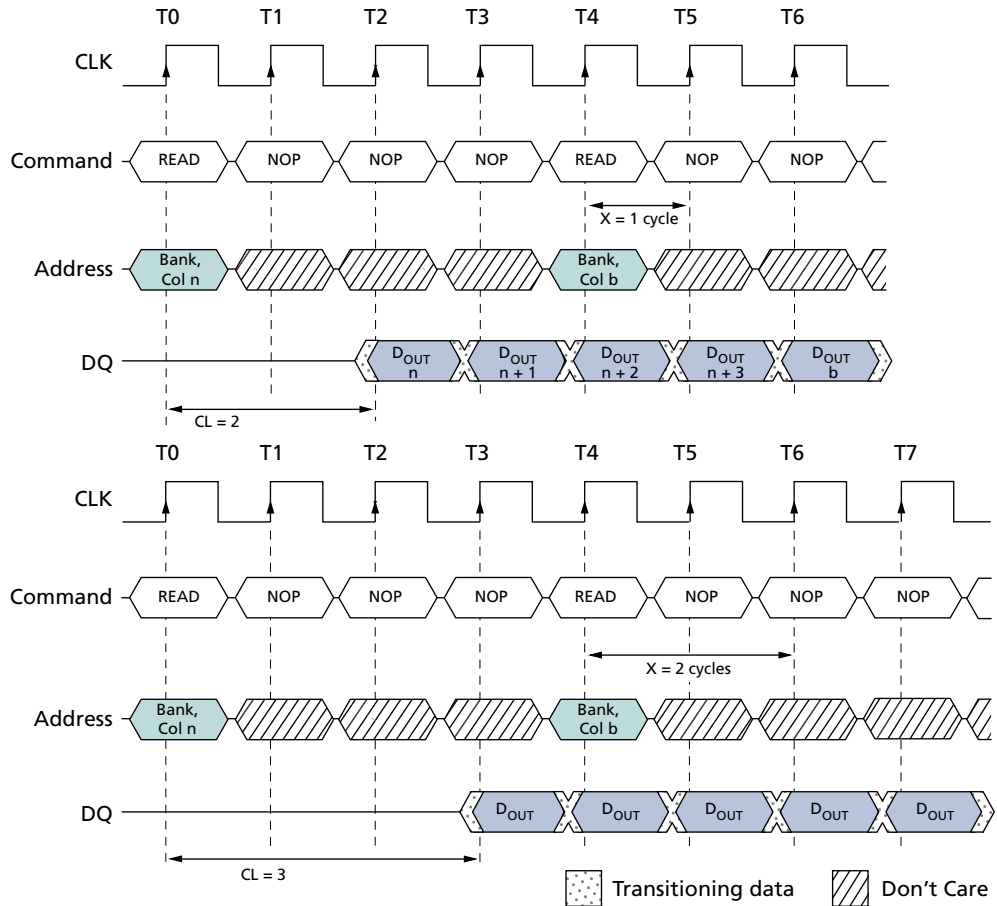 T0 T1 T2 T3 T4 T5 T6
CLK
Command READ NOP NOP NOP READ NOP NOP
X = 1 cycle
Address Bank, Col n Bank, Col b
DQ DOUT n DOUT n + 1 DOUT n + 2 DOUT n + 3 DOUT b
CL = 2
T0 T1 T2 T3 T4 T5 T6 T7
CLK
Command READ NOP NOP NOP READ NOP NOP NOP
X = 2 cycles
Address Bank, Col n Bank, Col b
DQ DOUT DOUT DOUT DOUT DOUT
CL = 3
Transitioning data Don't Care